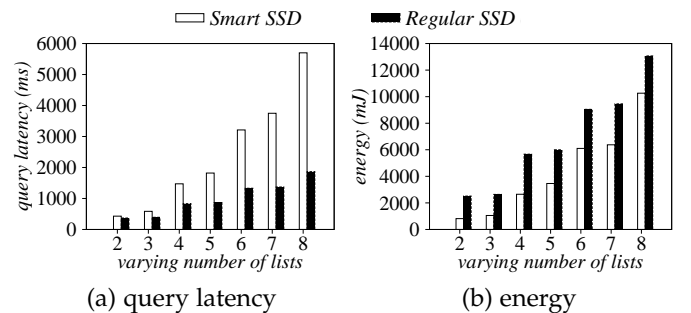 Smart SSD Regular SSD
query latency (ms)
6000
5000
4000
3000
2000
1000
0
2 3 4 5 6 7 8
varying number of lists
(a) query latency
energy (mJ)
14000
12000
10000
8000
6000
4000
2000
0
2 3 4 5 6 7 8
varying number of lists
(b) energy